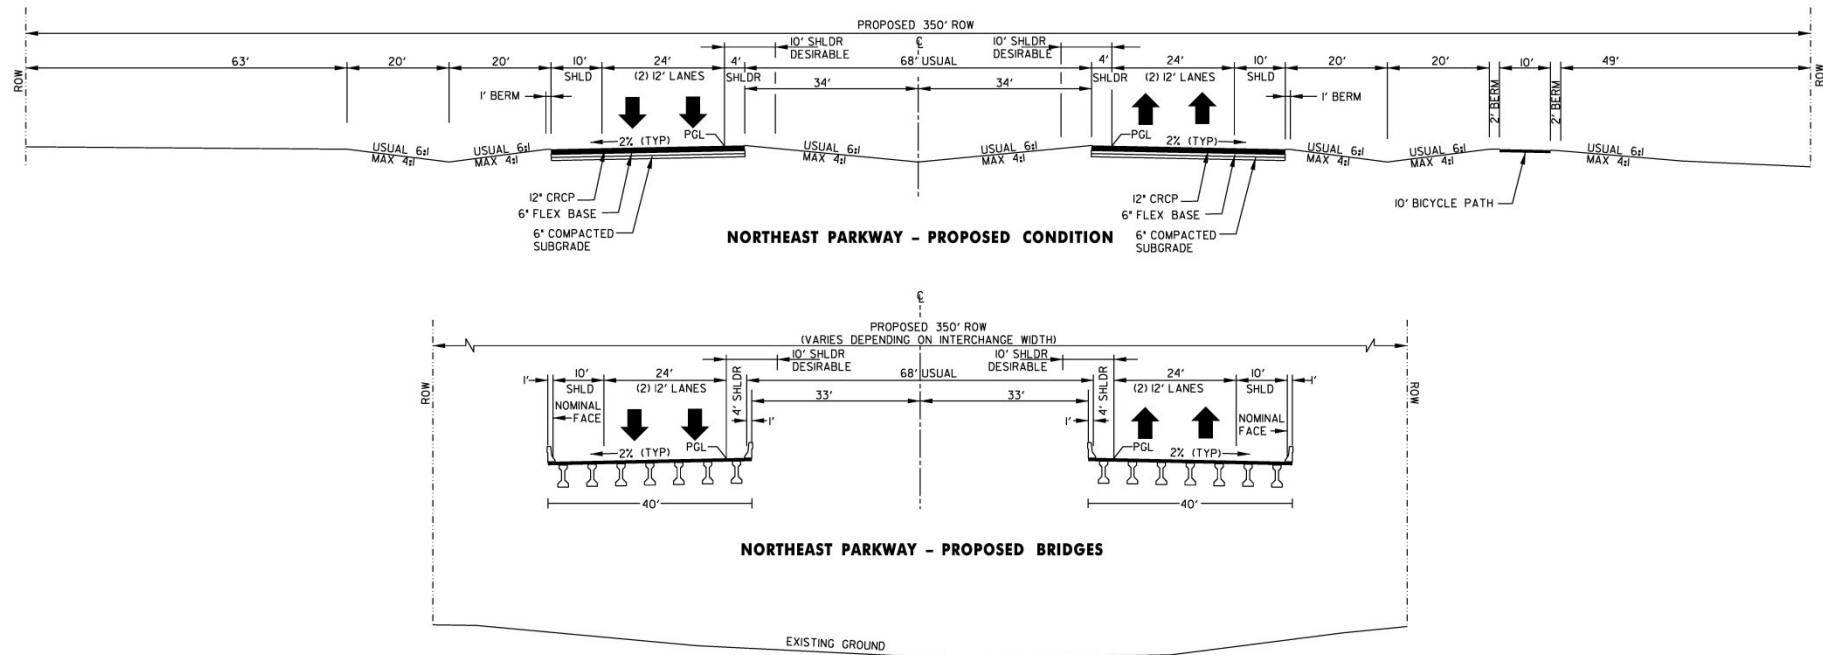 PROPOSED 350' ROW
10' SHLDR
DESIRABLE
℄
10' SHLDR
DESIRABLE
63'
20'
20'
10'
SHLD
24'
(2) 12' LANES
4'
SHLDR
68' USUAL
4'
SHLDR
24'
(2) 12' LANES
10'
SHLD
20'
20'
2' BERM
10'
2' BERM
49'
ROW
ROW
34'
34'
1' BERM
1' BERM
2% (TYP)
PGL
PGL
2% (TYP)
USUAL 6:1
MAX 4:1
USUAL 6:1
MAX 4:1
USUAL 6:1
MAX 4:1
USUAL 6:1
MAX 4:1
USUAL 6:1
MAX 4:1
USUAL 6:1
MAX 4:1
USUAL 6:1
MAX 4:1
12" CRCP
6" FLEX BASE
6" COMPACTED
SUBGRADE
12" CRCP
6" FLEX BASE
6" COMPACTED
SUBGRADE
10' BICYCLE PATH
NORTHEAST PARKWAY - PROPOSED CONDITION
℄
PROPOSED 350' ROW
(VARIES DEPENDING ON INTERCHANGE WIDTH)
10' SHLDR
DESIRABLE
10' SHLDR
DESIRABLE
1'
10'
SHLD
24'
(2) 12' LANES
4' SHLDR
68' USUAL
4' SHLDR
24'
(2) 12' LANES
10'
SHLD
1'
ROW
ROW
33'
33'
NOMINAL
FACE
1'
1'
NOMINAL
FACE
2% (TYP)
PGL
PGL
2% (TYP)
40'
40'
NORTHEAST PARKWAY - PROPOSED BRIDGES
EXISTING GROUND